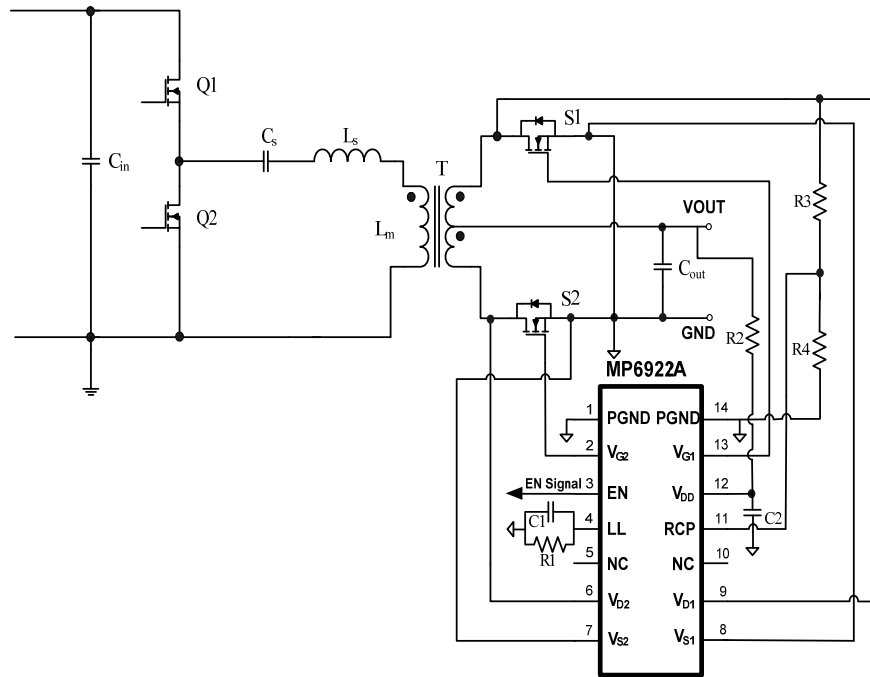 Q1
S1
Cs
Ls
T
Cin
R3
VOUT
Q2
Lm
Cout
S2
GND
R2
R4
MP6922A
1 PGND PGND 14
2 VG2 VG1 13
EN Signal 3 EN VDD 12
C1 4 LL RCP 11 C2
R1
5 NC NC 10
6 VD2 VD1 9
7 VS2 VS1 8